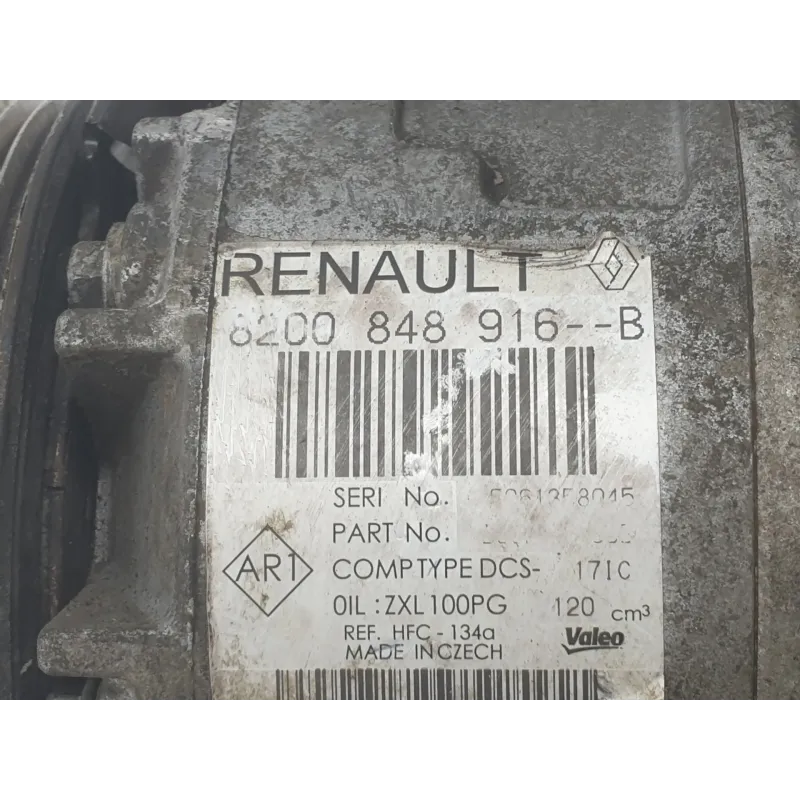 RENAULT
8200 848 916--B
SERI No.
PART No.
AR1
COMPTYPE DCS- 171C
OIL : ZXL100PG 120 cm³
REF. HFC - 134a
MADE IN CZECH
Valeo